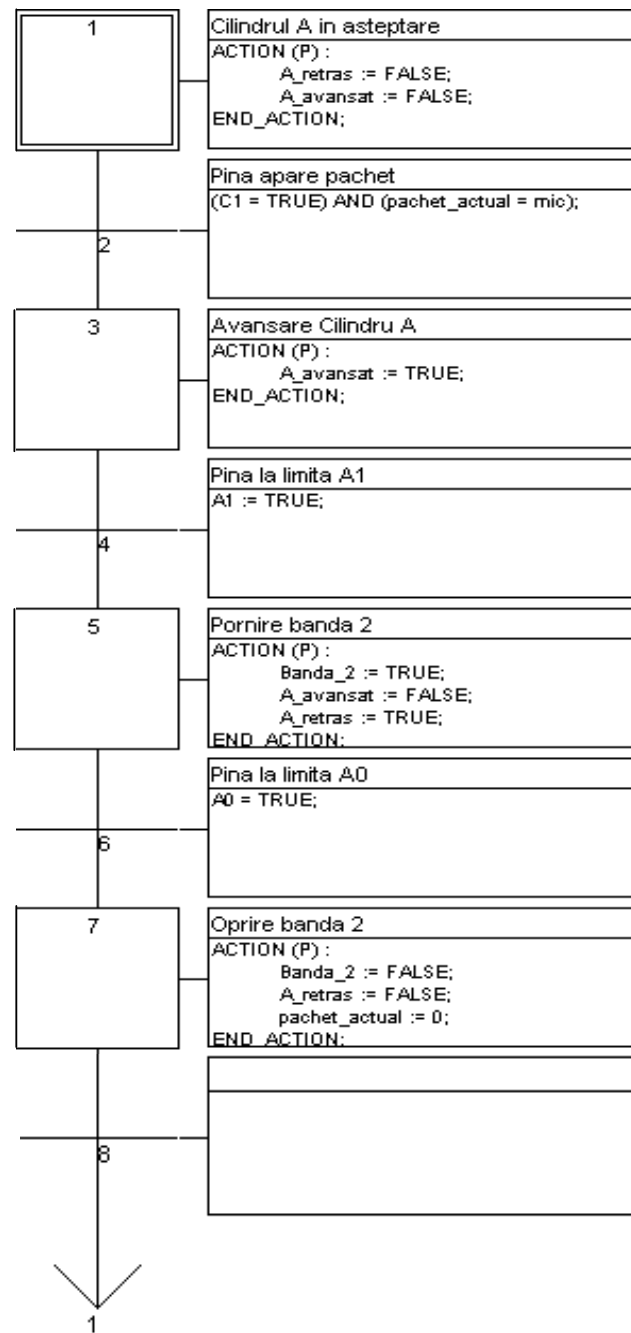 1
Cilindrul A in asteptare
ACTION (P) :
A_retras := FALSE;
A_avansat := FALSE;
END_ACTION;
Pina apare pachet
(C1 = TRUE) AND (pachet_actual = mic);
2
3
Avansare Cilindru A
ACTION (P) :
A_avansat := TRUE;
END_ACTION;
Pina la limita A1
A1 := TRUE;
4
5
Pornire banda 2
ACTION (P) :
Banda_2 := TRUE;
A_avansat := FALSE;
A_retras := TRUE;
END_ACTION;
Pina la limita A0
A0 = TRUE;
6
7
Oprire banda 2
ACTION (P) :
Banda_2 := FALSE;
A_retras := FALSE;
pachet_actual := 0;
END_ACTION;
8
1